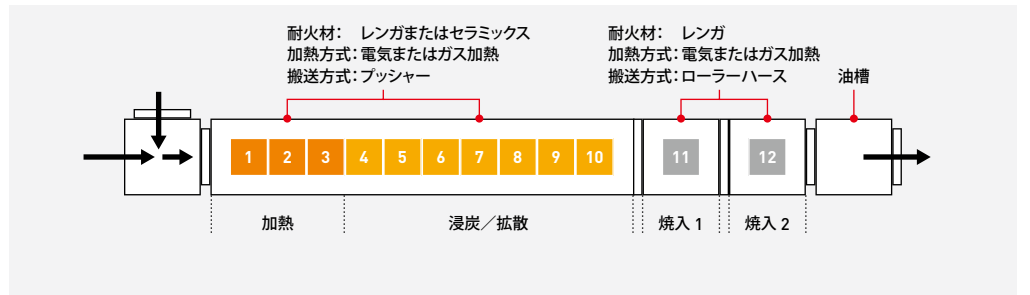 耐火材： レンガまたはセラミックス
加熱方式：電気またはガス加熱
搬送方式：プッシャー
耐火材： レンガ
加熱方式：電気またはガス加熱
搬送方式：ローラーハース
油槽
1 2 3 4 5 6 7 8 9 10 11 12
加熱 浸炭／拡散 焼入 1 焼入 2